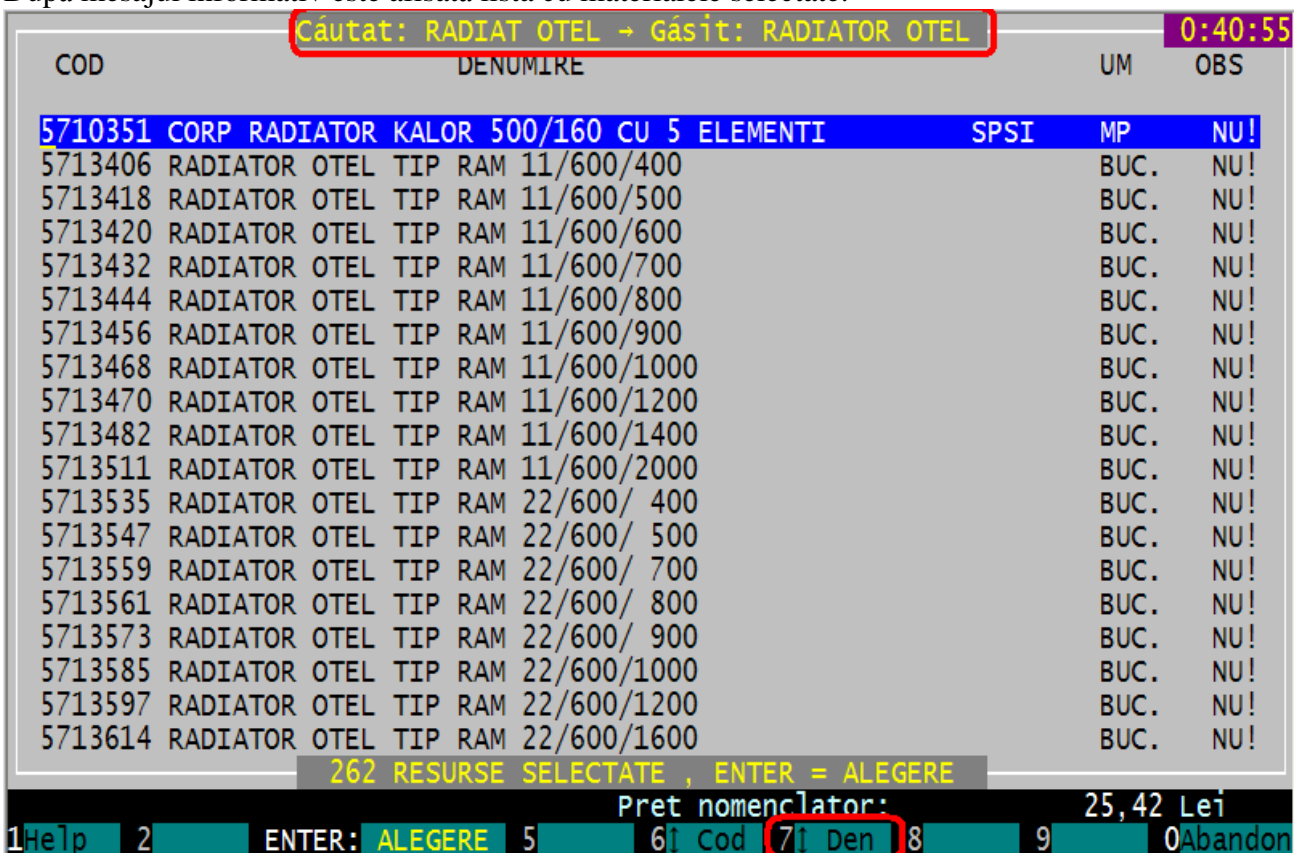 După mesajul informativ este afișată lista cu materialele selectate:
Cáutat: RADIAT OTEL → Gásit: RADIATOR OTEL 0:40:55
COD DENUMIRE UM OBS
5710351 CORP RADIATOR KALOR 500/160 CU 5 ELEMENTI SPSI MP NU!
5713406 RADIATOR OTEL TIP RAM 11/600/400 BUC. NU!
5713418 RADIATOR OTEL TIP RAM 11/600/500 BUC. NU!
5713420 RADIATOR OTEL TIP RAM 11/600/600 BUC. NU!
5713432 RADIATOR OTEL TIP RAM 11/600/700 BUC. NU!
5713444 RADIATOR OTEL TIP RAM 11/600/800 BUC. NU!
5713456 RADIATOR OTEL TIP RAM 11/600/900 BUC. NU!
5713468 RADIATOR OTEL TIP RAM 11/600/1000 BUC. NU!
5713470 RADIATOR OTEL TIP RAM 11/600/1200 BUC. NU!
5713482 RADIATOR OTEL TIP RAM 11/600/1400 BUC. NU!
5713511 RADIATOR OTEL TIP RAM 11/600/2000 BUC. NU!
5713535 RADIATOR OTEL TIP RAM 22/600/ 400 BUC. NU!
5713547 RADIATOR OTEL TIP RAM 22/600/ 500 BUC. NU!
5713559 RADIATOR OTEL TIP RAM 22/600/ 700 BUC. NU!
5713561 RADIATOR OTEL TIP RAM 22/600/ 800 BUC. NU!
5713573 RADIATOR OTEL TIP RAM 22/600/ 900 BUC. NU!
5713585 RADIATOR OTEL TIP RAM 22/600/1000 BUC. NU!
5713597 RADIATOR OTEL TIP RAM 22/600/1200 BUC. NU!
5713614 RADIATOR OTEL TIP RAM 22/600/1600 BUC. NU!
262 RESURSE SELECTATE , ENTER = ALEGERE
Pret nomenclator: 25,42 Lei
1Help 2 ENTER: ALEGERE 5 6↕ Cod 7↕ Den 8 9 0Abandon